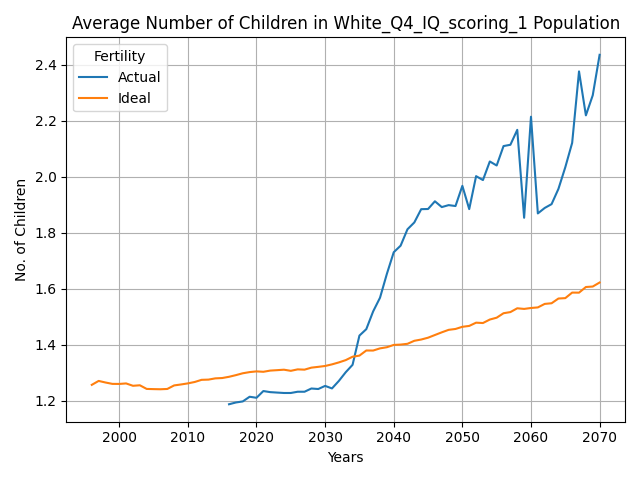 Average Number of Children in White_Q4_IQ_scoring_1 Population
Fertility
Actual
Ideal
No. of Children
2.4
2.2
2.0
1.8
1.6
1.4
1.2
2000 2010 2020 2030 2040 2050 2060 2070
Years